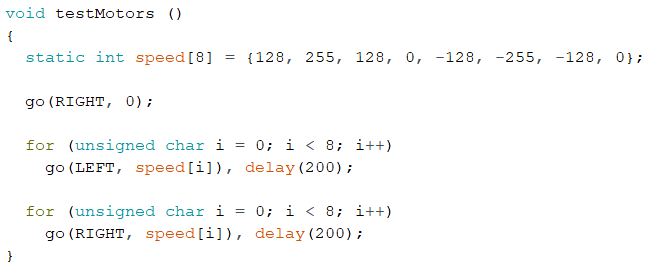 void testMotors ()
{
  static int speed[8] = {128, 255, 128, 0, -128, -255, -128, 0};

  go(RIGHT, 0);

  for (unsigned char i = 0; i < 8; i++)
    go(LEFT, speed[i]), delay(200);

  for (unsigned char i = 0; i < 8; i++)
    go(RIGHT, speed[i]), delay(200);
}